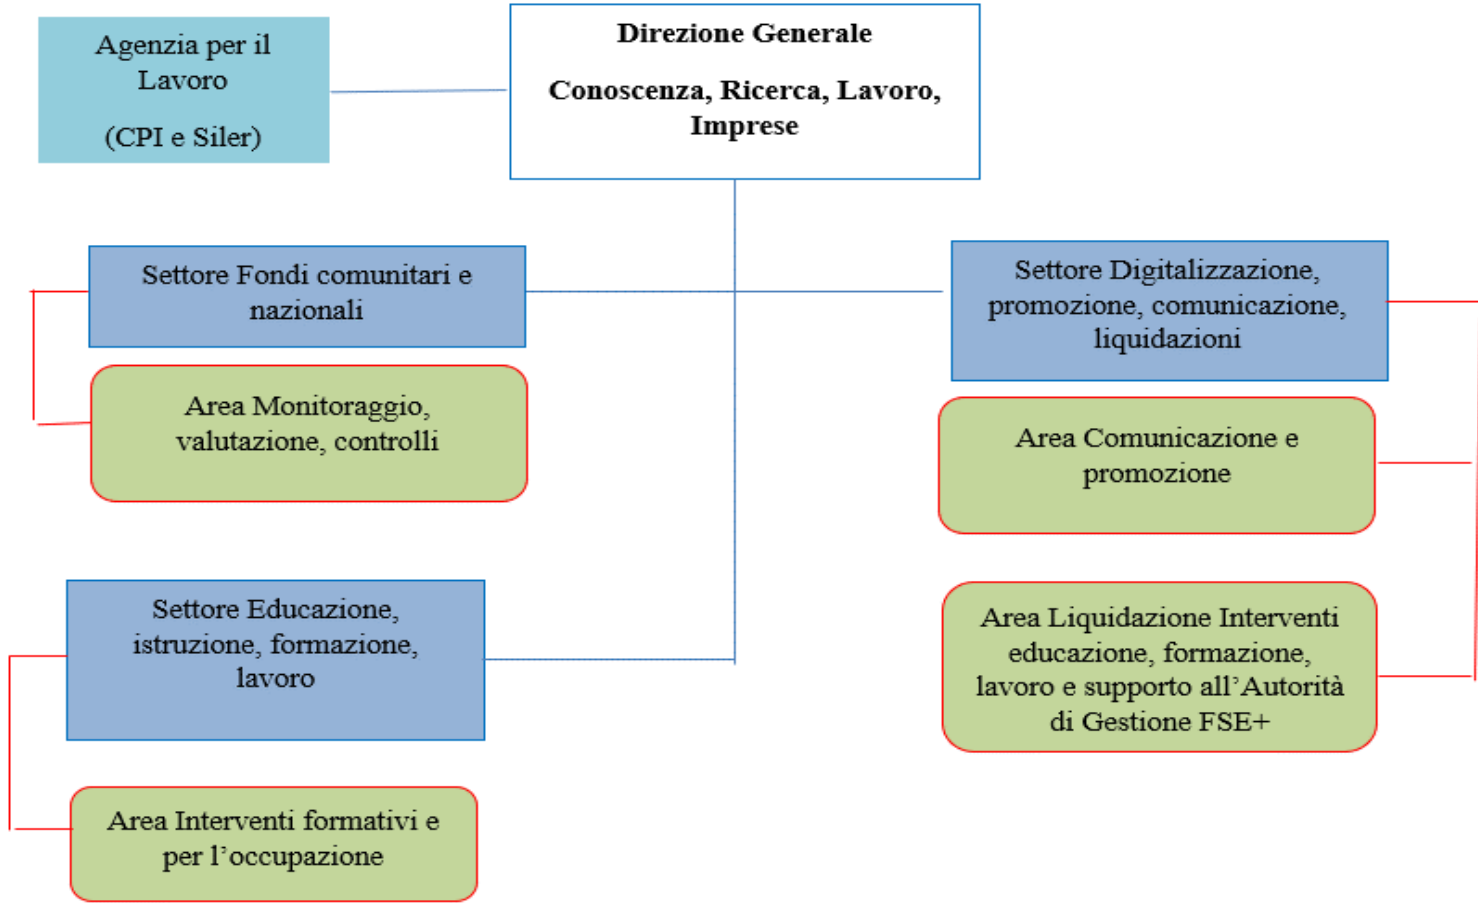 Agenzia per il
Lavoro
(CPI e Siler)
Direzione Generale
Conoscenza, Ricerca, Lavoro,
Imprese
Settore Fondi comunitari e
nazionali
Settore Digitalizzazione,
promozione, comunicazione,
liquidazioni
Area Monitoraggio,
valutazione, controlli
Area Comunicazione e
promozione
Settore Educazione,
istruzione, formazione,
lavoro
Area Liquidazione Interventi
educazione, formazione,
lavoro e supporto all’Autorità
di Gestione FSE+
Area Interventi formativi e
per l’occupazione